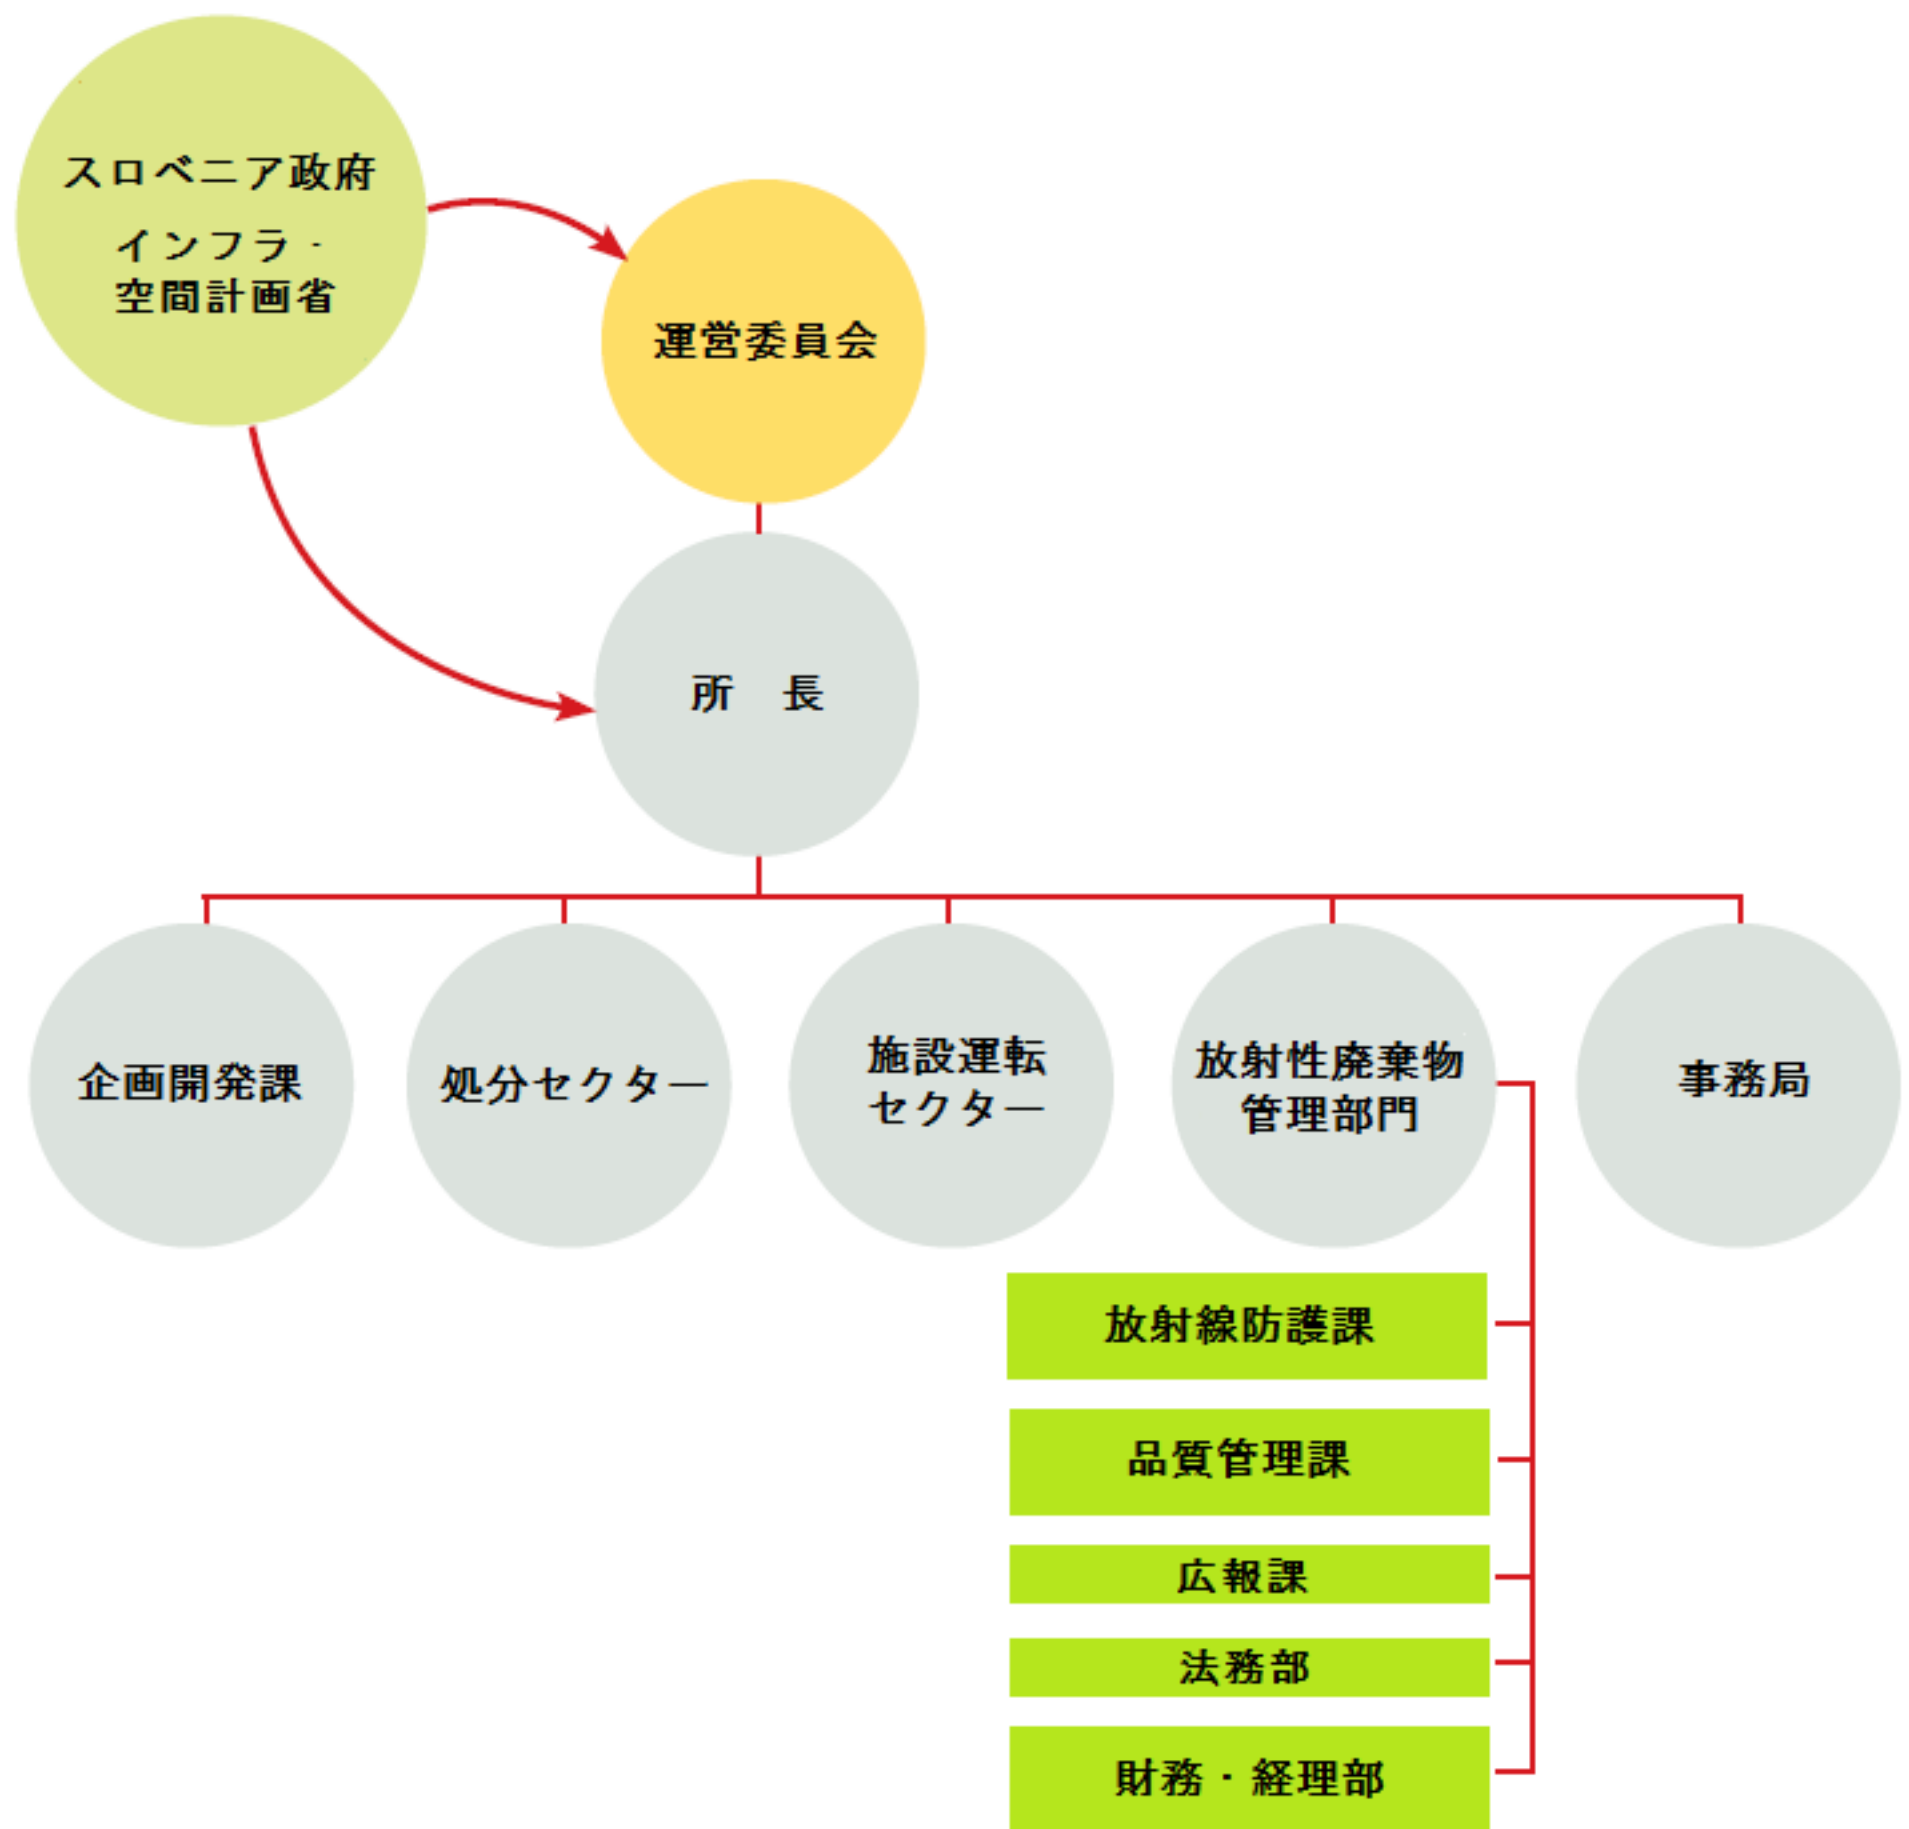 スロベニア政府
インフラ・
空間計画省
運営委員会
所 長
企画開発課
処分セクター
施設運転
セクター
放射性廃棄物
管理部門
事務局
放射線防護課
品質管理課
広報課
法務部
財務・経理部